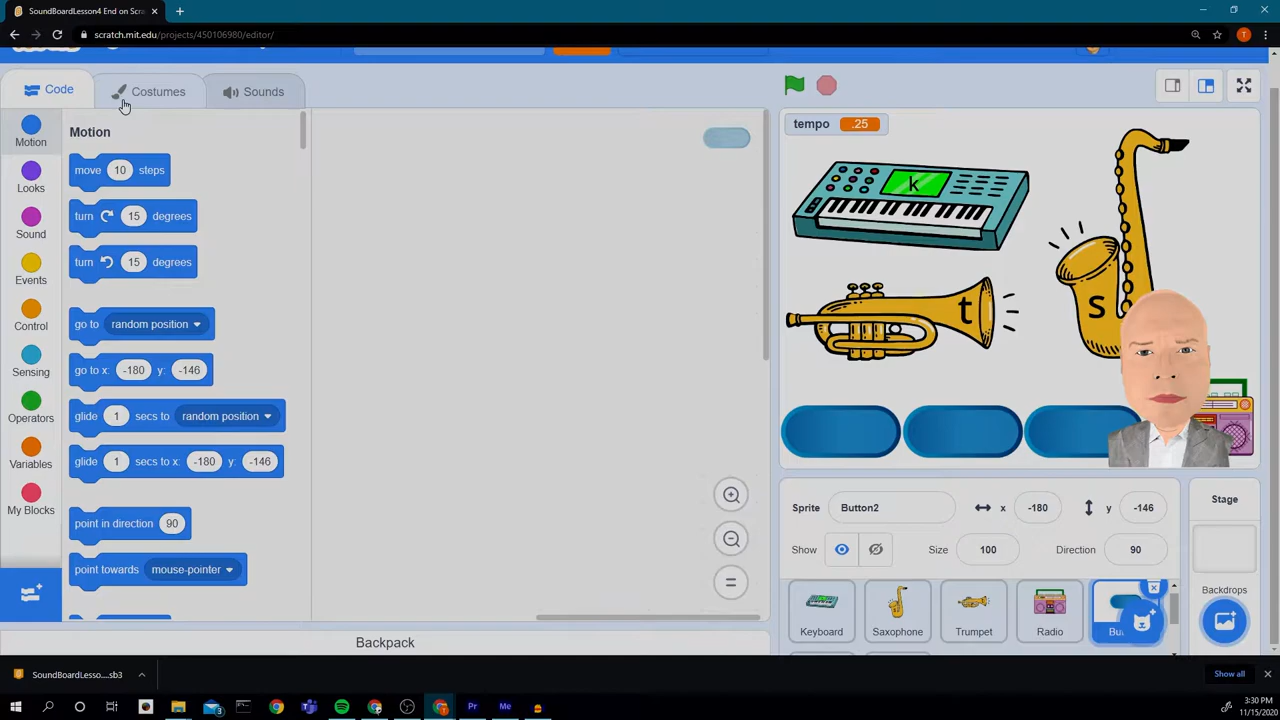 SoundBoardLesson4 End on Scra
scratch.mit.edu/projects/450106980/editor/
T
Code
Costumes
Sounds
Motion
Motion
Looks
Sound
Events
Control
Sensing
Operators
Variables
My Blocks
move 10 steps
turn 15 degrees
turn 15 degrees
go to random position
go to x: -180 y: -146
glide 1 secs to random position
glide 1 secs to x: -180 y: -146
point in direction 90
point towards mouse-pointer
tempo .25
k
t
s
Sprite Button2 x -180 y -146
Show Size 100 Direction 90
Keyboard
Saxophone
Trumpet
Radio
Stage
Backdrops
Backpack
SoundBoardLesso....sb3
Show all
Pr
Me
3:30 PM
11/15/2020